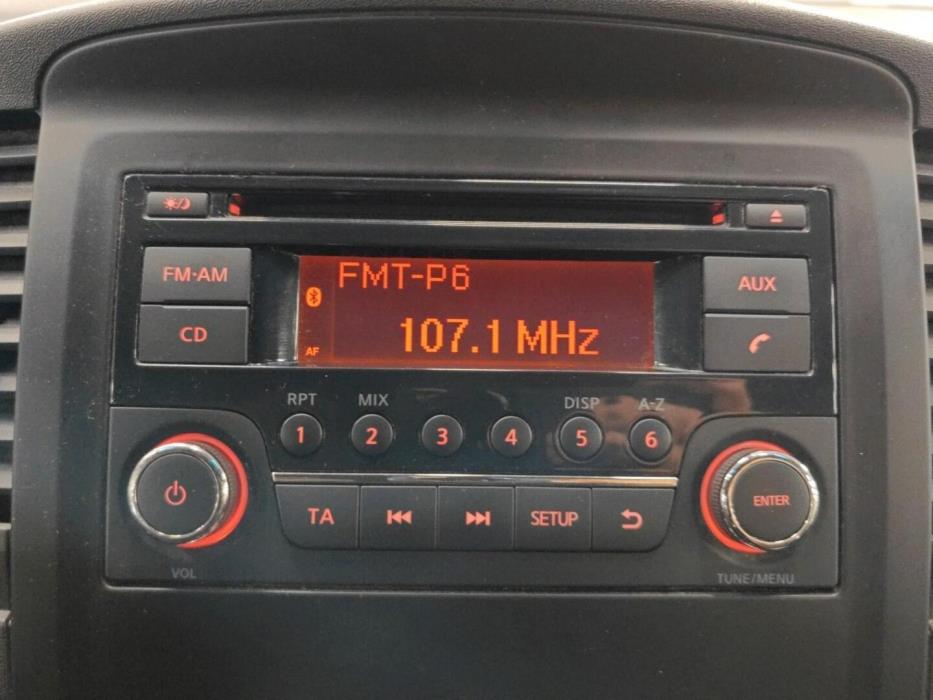 FM·AM
CD
FMT-P6
107.1 MHz
AF
AUX
RPT MIX DISP A-Z
1 2 3 4 5 6
TA SETUP
ENTER
VOL
TUNE/MENU